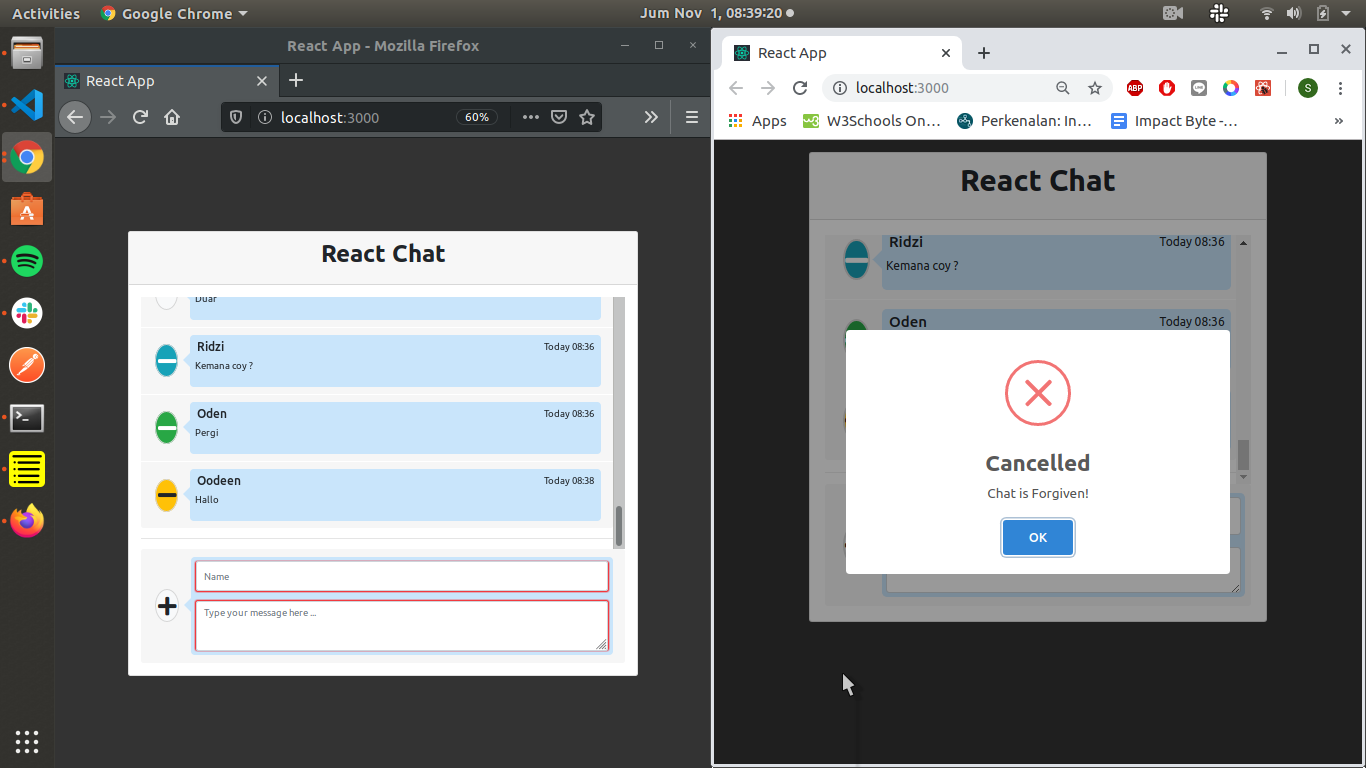 Activities
Google Chrome
Jum Nov 1, 08:39:20
React App - Mozilla Firefox
React App
localhost:3000
60%
React Chat
Duar
Ridzi
Today 08:36
Kemana coy ?
Oden
Today 08:36
Pergi
Oodeen
Today 08:38
Hallo
Name
Type your message here ...
React App
localhost:3000
ABP
S
Apps
W3Schools On...
Perkenalan: In...
Impact Byte -...
React Chat
Ridzi
Today 08:36
Kemana coy ?
Oden
Today 08:36
Cancelled
Chat is Forgiven!
OK